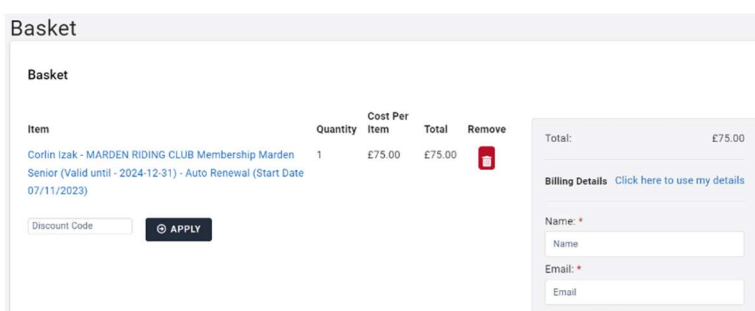 Basket
Basket
Item Quantity Cost Per Item Total Remove
Corlin Izak - MARDEN RIDING CLUB Membership Marden 1 £75.00 £75.00
Senior (Valid until - 2024-12-31) - Auto Renewal (Start Date
07/11/2023)
Discount Code APPLY
Total: £75.00
Billing Details Click here to use my details
Name: *
Name
Email: *
Email